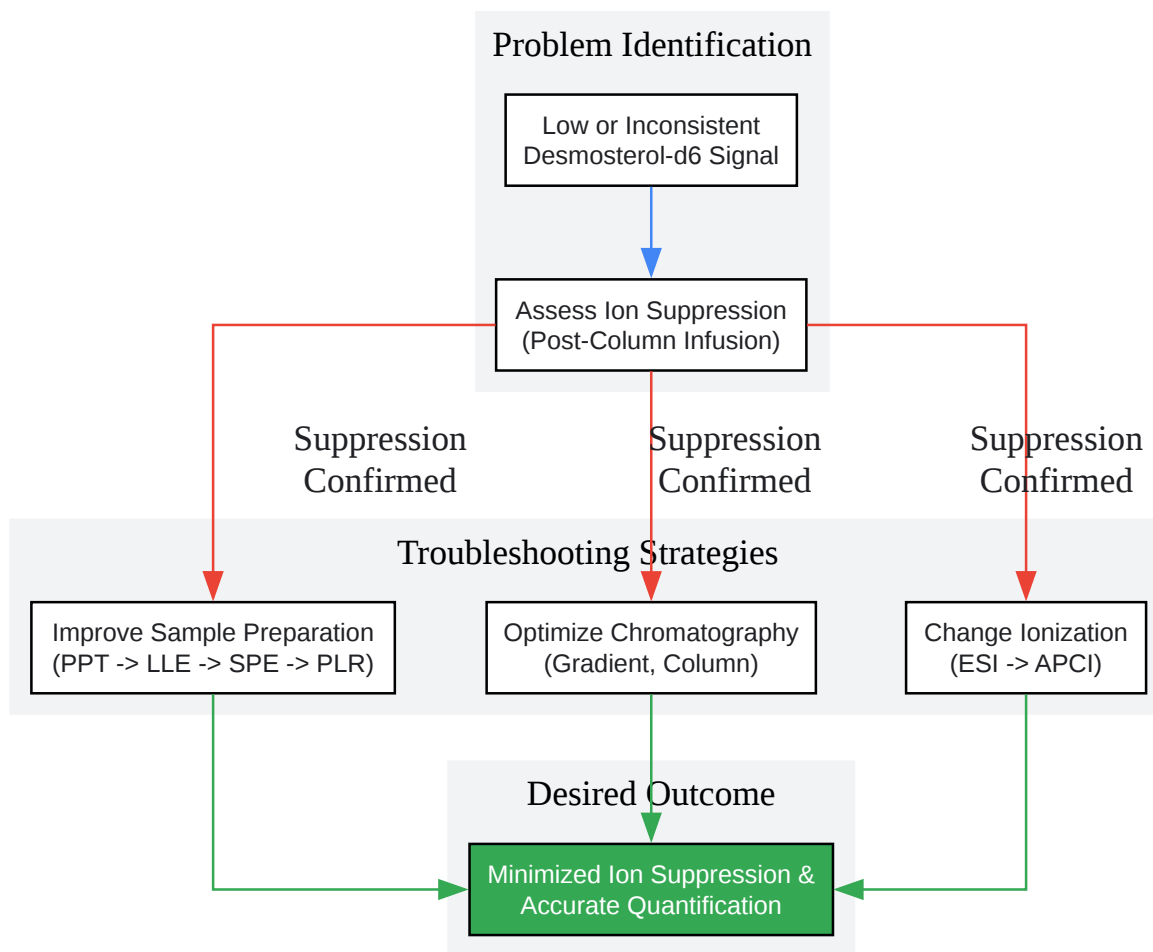 Problem Identification
Low or Inconsistent
Desmosterol-d6 Signal
Assess Ion Suppression
(Post-Column Infusion)
Suppression
Confirmed
Suppression
Confirmed
Suppression
Confirmed
Troubleshooting Strategies
Improve Sample Preparation
(PPT -> LLE -> SPE -> PLR)
Optimize Chromatography
(Gradient, Column)
Change Ionization
(ESI -> APCI)
Desired Outcome
Minimized Ion Suppression &
Accurate Quantification